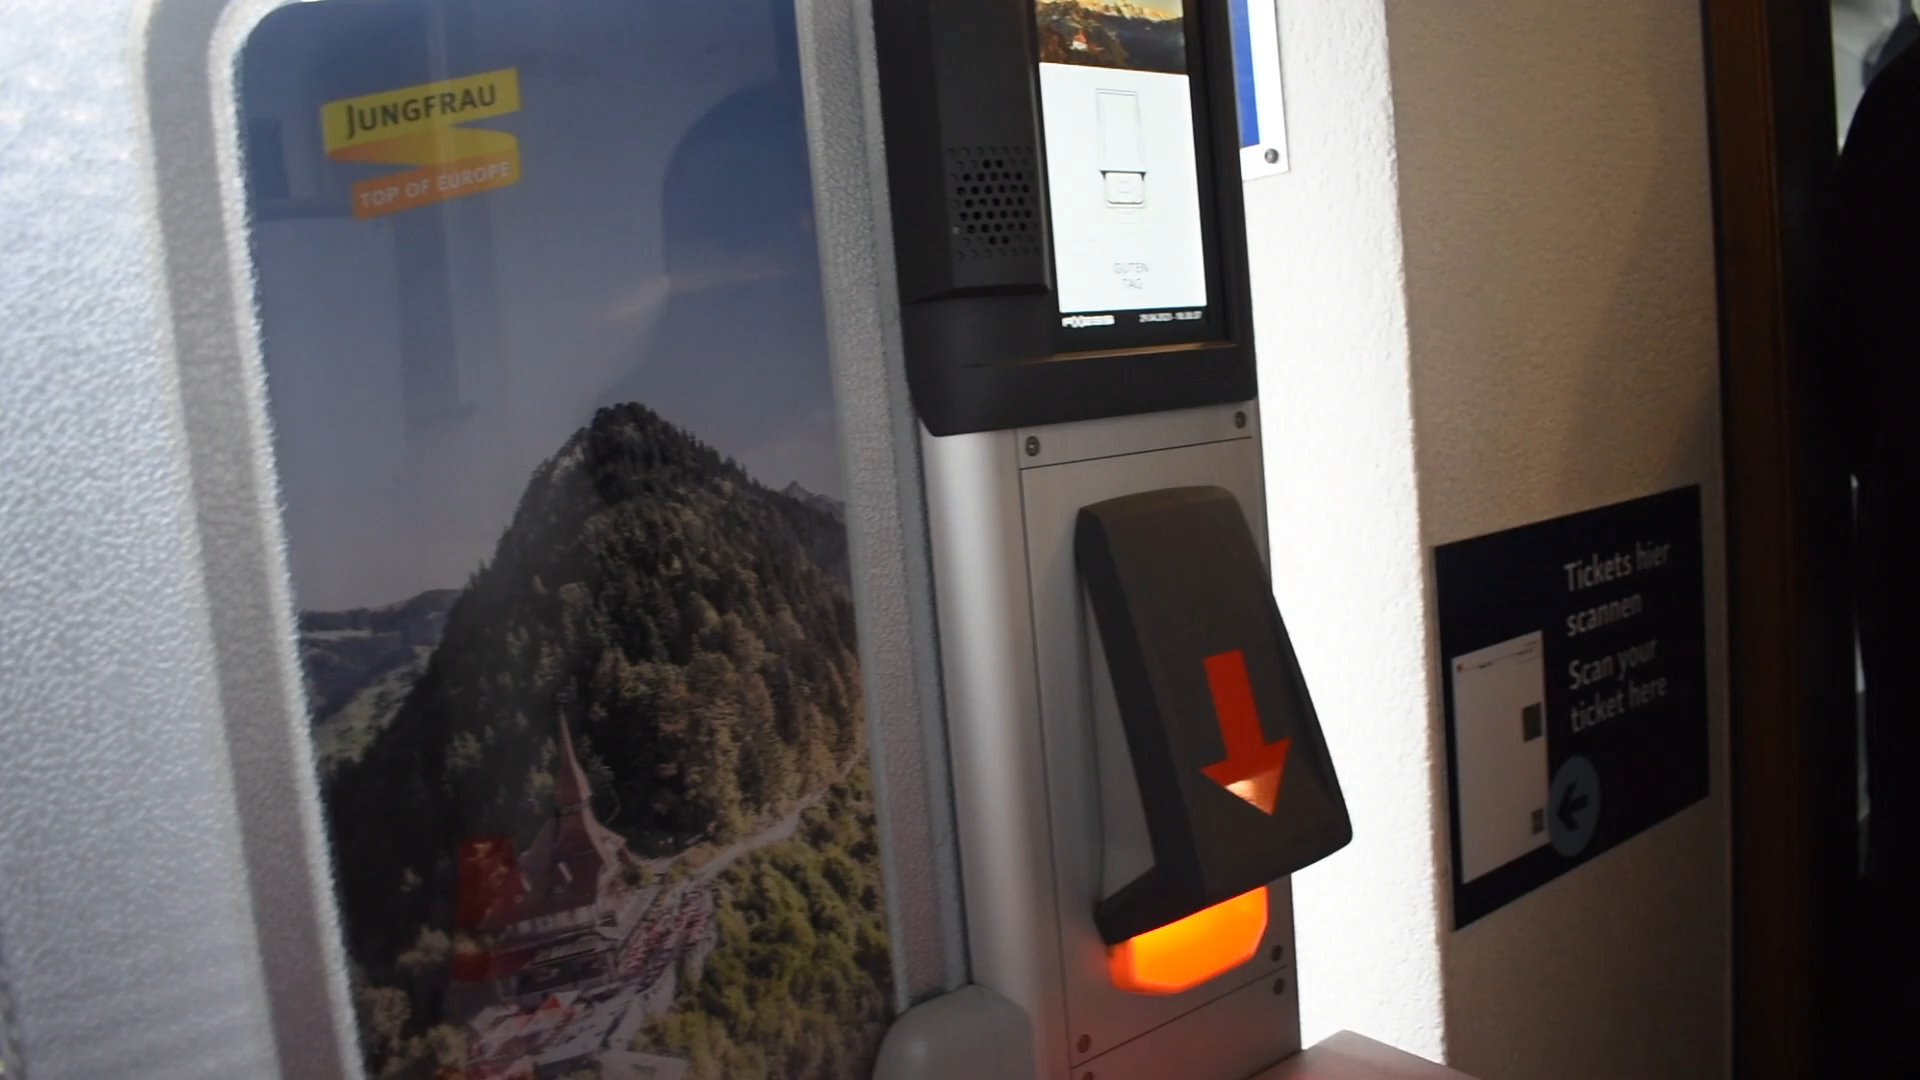 JUNGFRAU
TOP OF EUROPE
GUTEN
TAG
Tickets hier
scannen
Scan your
ticket here